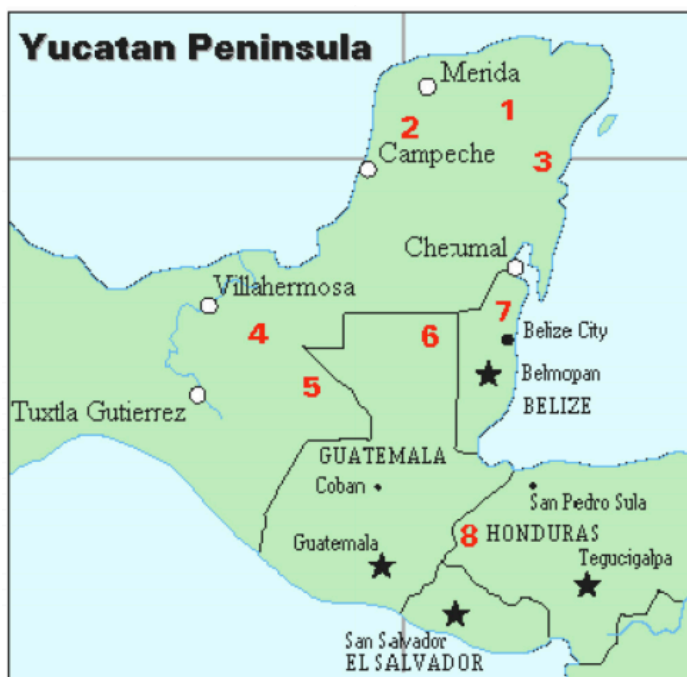 Yucatan Peninsula
Merida
1
2
Campeche
3
Chetumal
Villahermosa
7
4
6
Belize City
5
Belmopan
Tuxtla Gutierrez
BELIZE
GUATEMALA
Coban
San Pedro Sula
8 HONDURAS
Guatemala
Tegucigalpa
San Salvador
EL SALVADOR